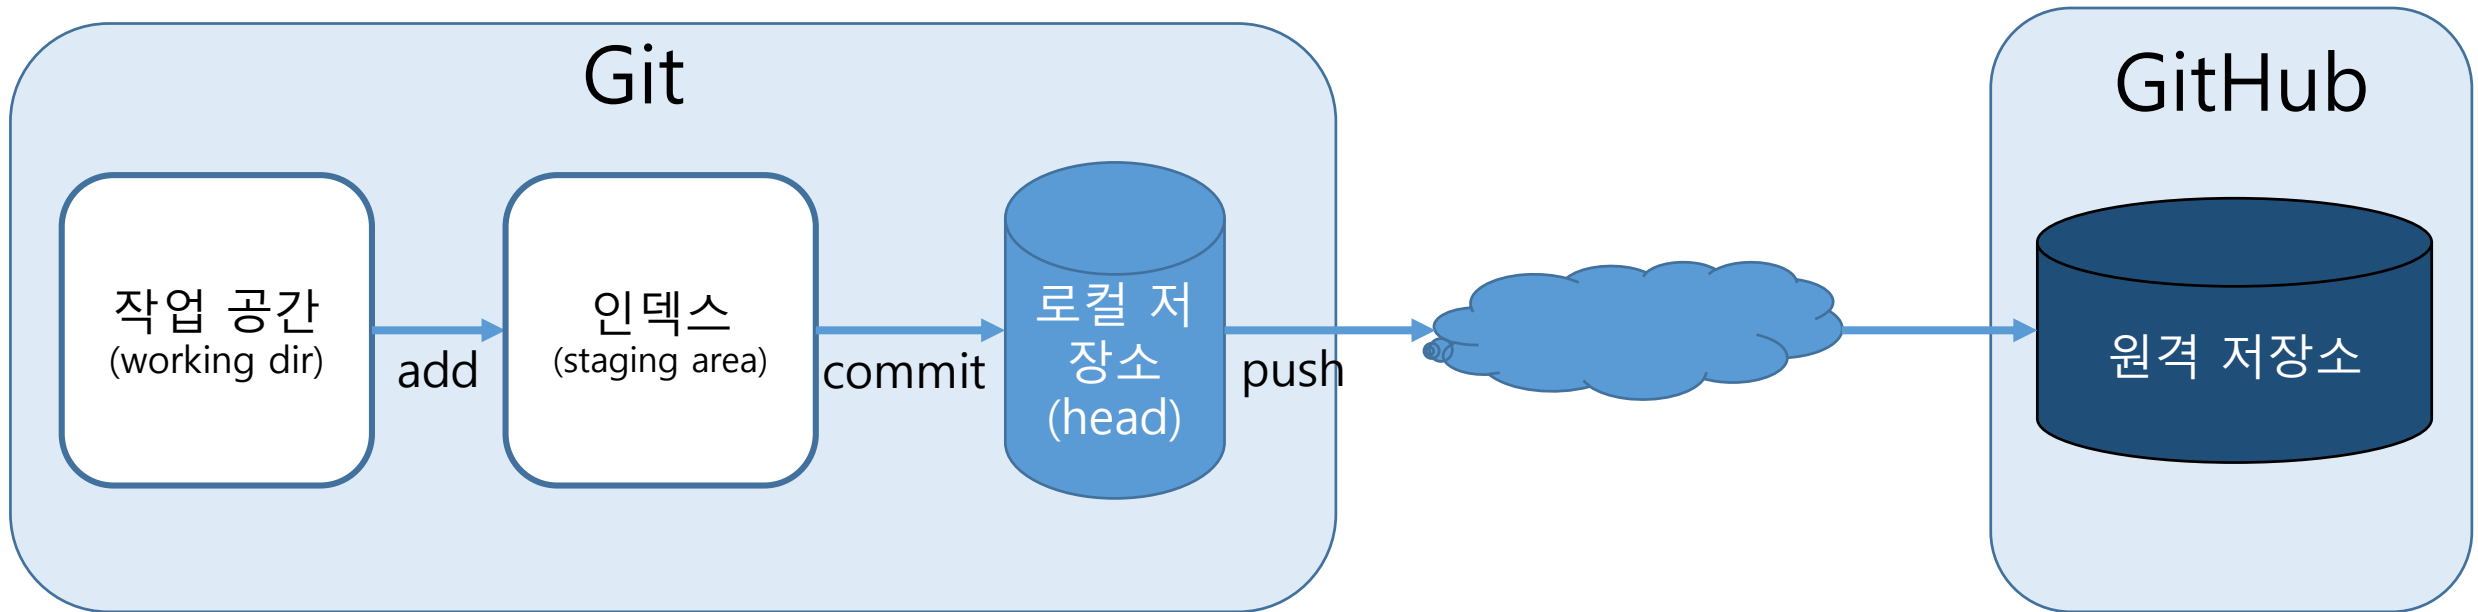 Git
작업 공간
(working dir)
add
인덱스
(staging area)
commit
로컬 저
장소
(head)
push
GitHub
원격 저장소